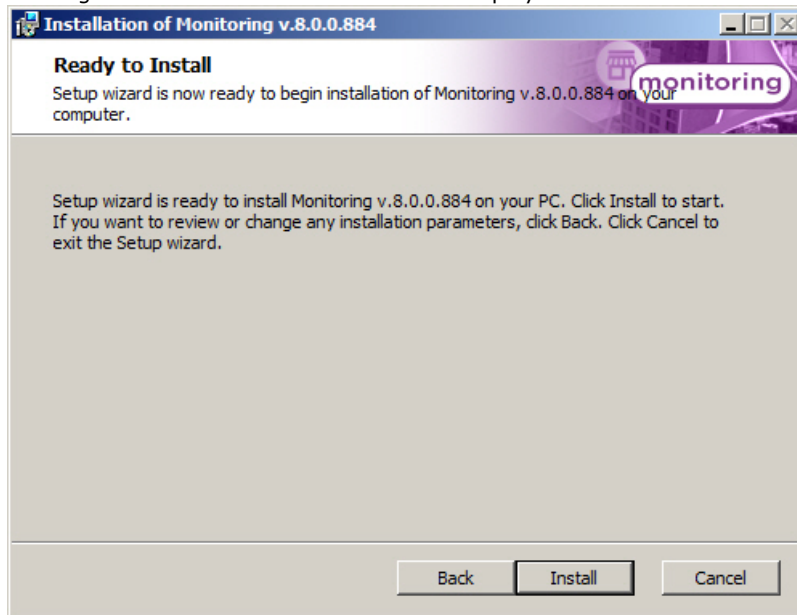 Installation of Monitoring v.8.0.0.884
Ready to Install
Setup wizard is now ready to begin installation of Monitoring v.8.0.0.884 on your
computer.
monitoring
Setup wizard is ready to install Monitoring v.8.0.0.884 on your PC. Click Install to start.
If you want to review or change any installation parameters, click Back. Click Cancel to
exit the Setup wizard.
Back Install Cancel